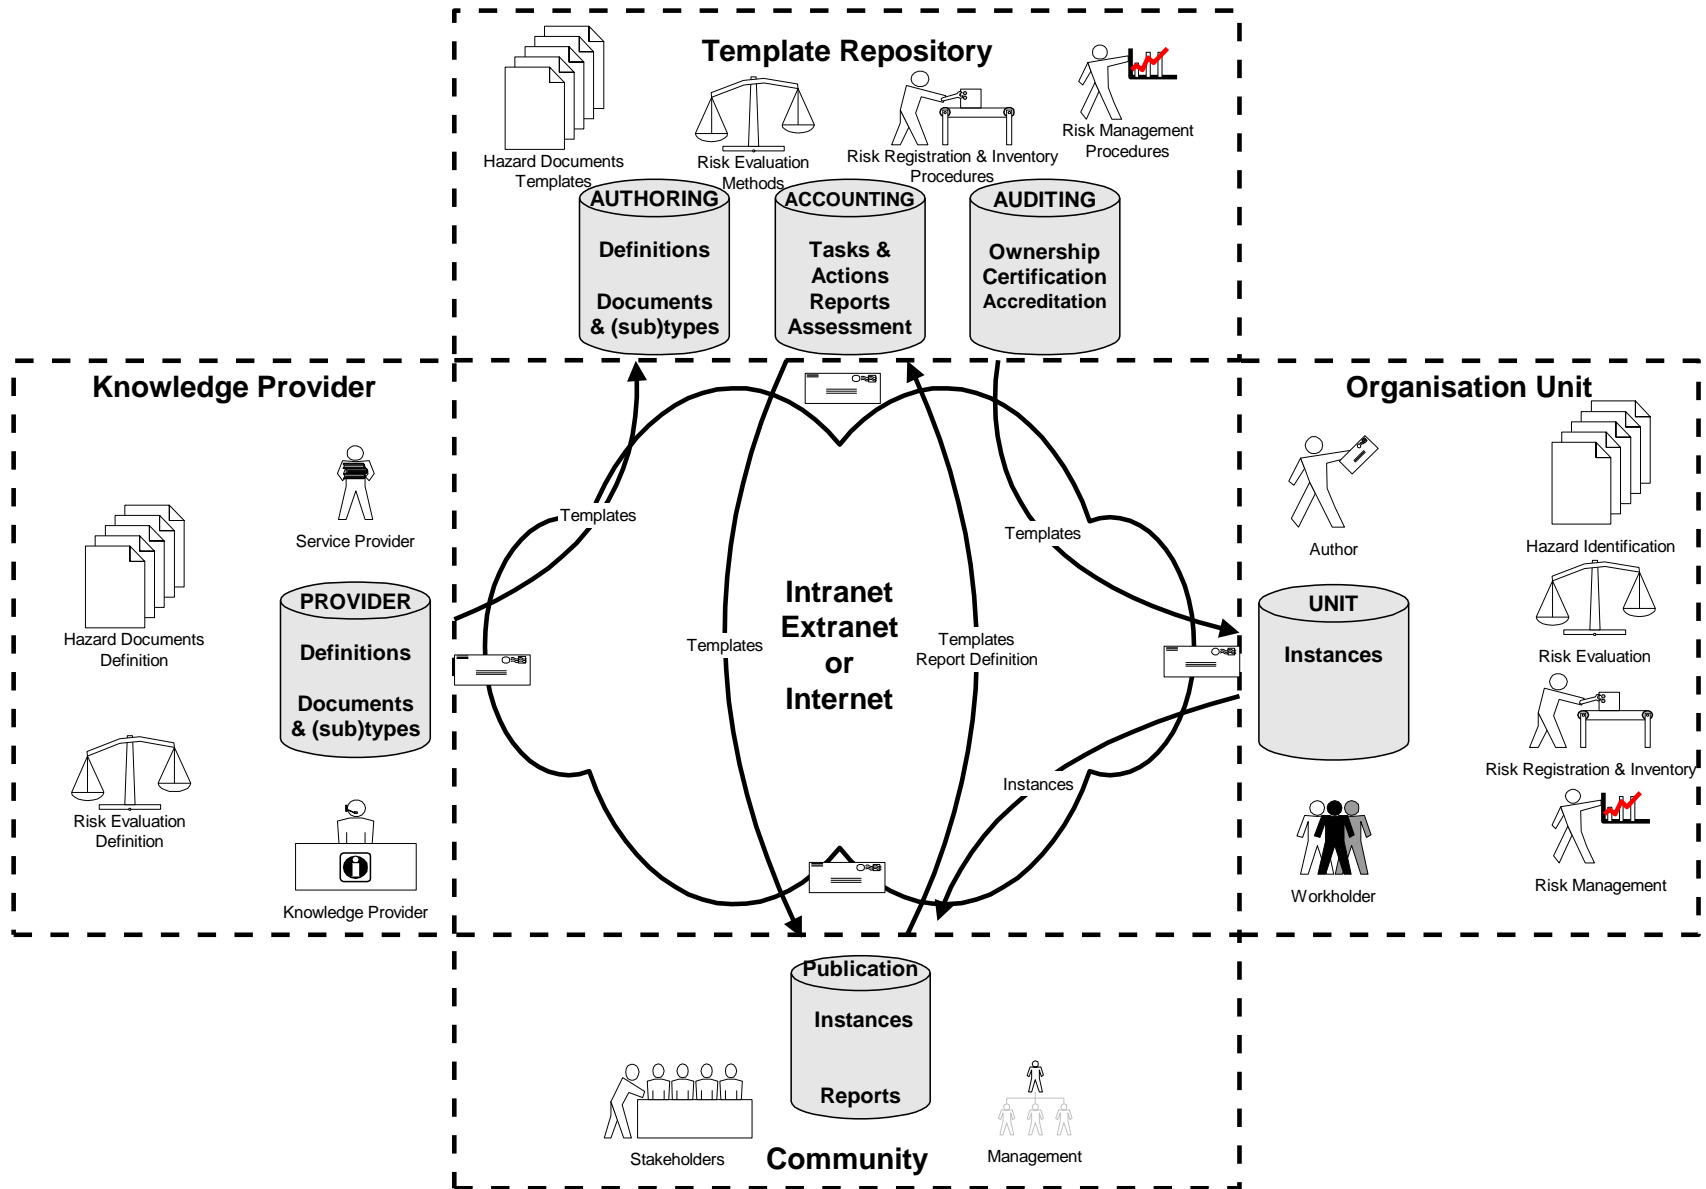 Template Repository
Hazard Documents
Templates
Risk Evaluation
Methods
Risk Registration & Inventory
Procedures
Risk Management
Procedures
AUTHORING
Definitions
Documents
& (sub)types
ACCOUNTING
Tasks &
Actions
Reports
Assessment
AUDITING
Ownership
Certification
Accreditation
Knowledge Provider
Service Provider
Hazard Documents
Definition
PROVIDER
Definitions
Documents
& (sub)types
Risk Evaluation
Definition
Knowledge Provider
Templates
Templates
Intranet
Extranet
or
Internet
Templates
Report Definition
Templates
Instances
Organisation Unit
Author
Hazard Identification
UNIT
Instances
Risk Evaluation
Risk Registration & Inventory
Workholder
Risk Management
Publication
Instances
Reports
Stakeholders
Community
Management